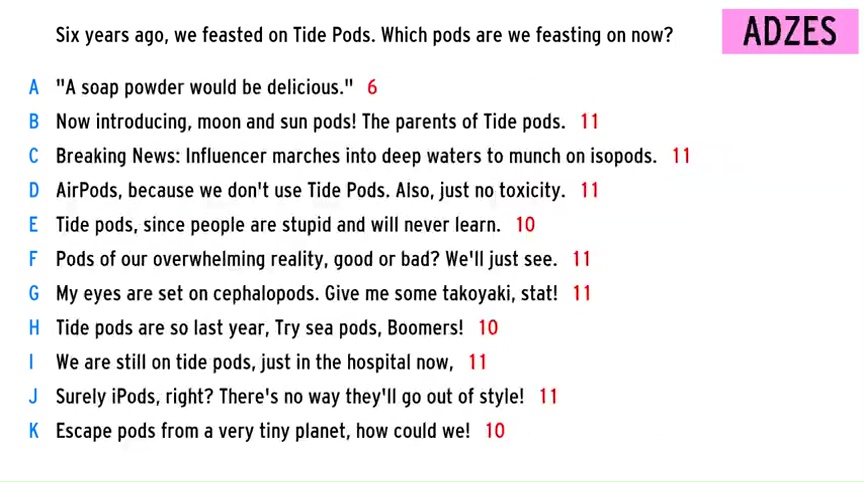 Six years ago, we feasted on Tide Pods. Which pods are we feasting on now?
ADZES
A "A soap powder would be delicious." 6
B Now introducing, moon and sun pods! The parents of Tide pods. 11
C Breaking News: Influencer marches into deep waters to munch on isopods. 11
D AirPods, because we don't use Tide Pods. Also, just no toxicity. 11
E Tide pods, since people are stupid and will never learn. 10
F Pods of our overwhelming reality, good or bad? We'll just see. 11
G My eyes are set on cephalopods. Give me some takoyaki, stat! 11
H Tide pods are so last year, Try sea pods, Boomers! 10
I We are still on tide pods, just in the hospital now, 11
J Surely iPods, right? There's no way they'll go out of style! 11
K Escape pods from a very tiny planet, how could we! 10